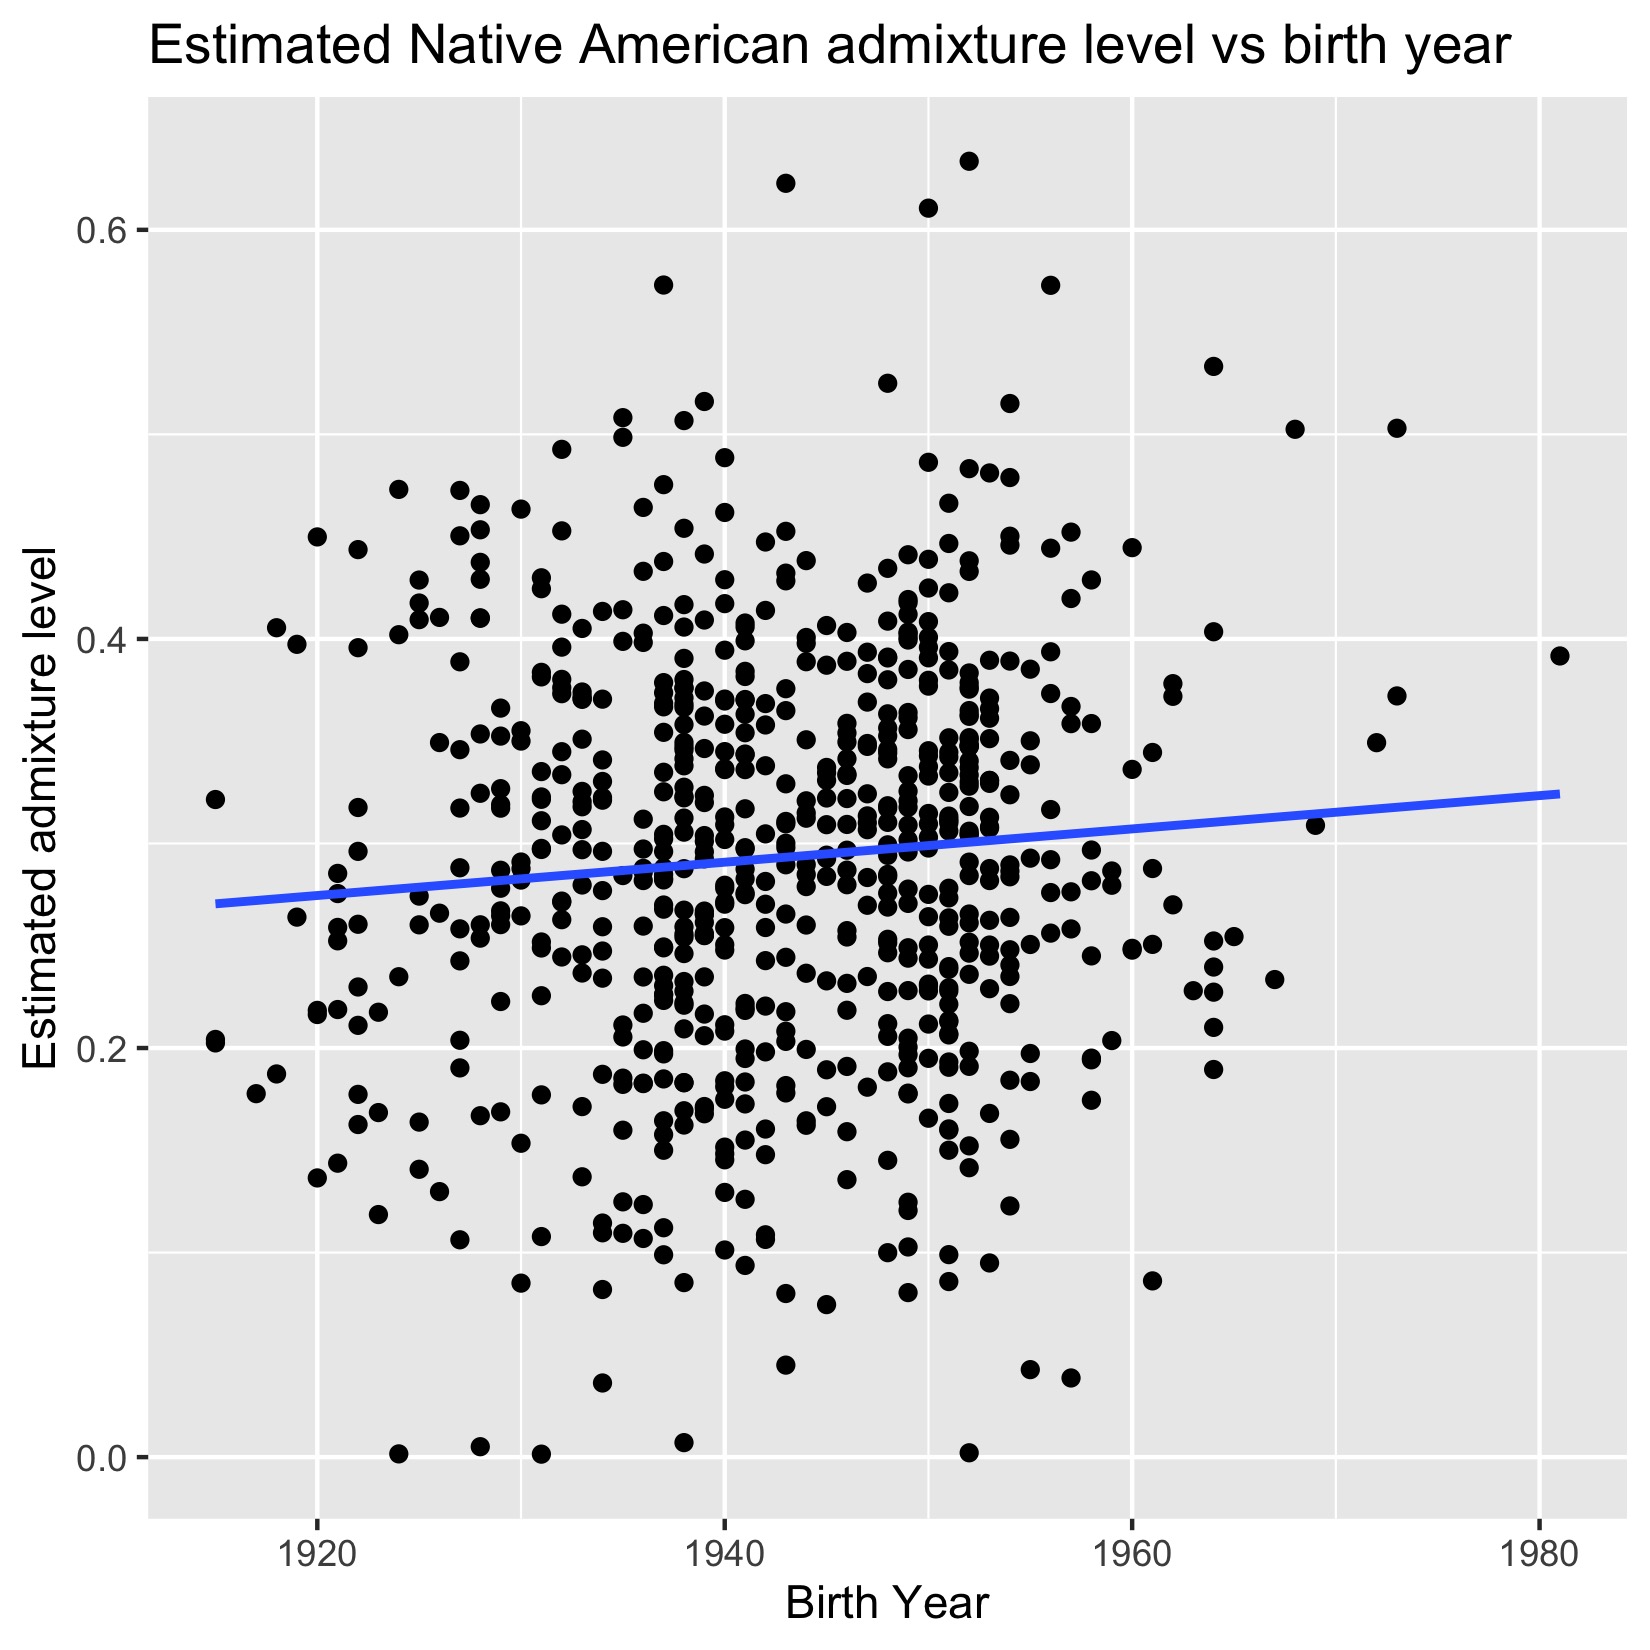 Estimated Native American admixture level vs birth year
Estimated admixture level
0.6
0.4
0.2
0.0
1920 1940 1960 1980
Birth Year